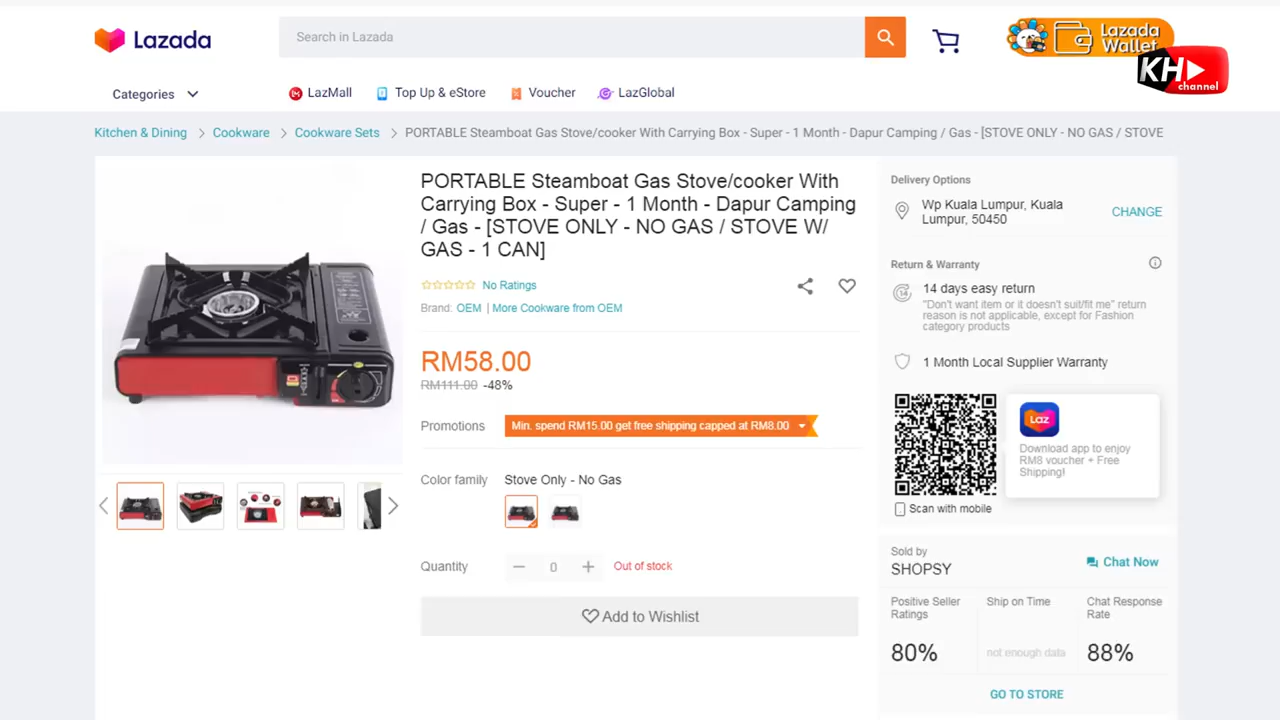 Lazada
Search in Lazada
Lazada
Wallet
KH
channel
Categories
LazMall
Top Up & eStore
Voucher
LazGlobal
Kitchen & Dining
Cookware
Cookware Sets
PORTABLE Steamboat Gas Stove/cooker With Carrying Box - Super - 1 Month - Dapur Camping / Gas - [STOVE ONLY - NO GAS / STOVE
PORTABLE Steamboat Gas Stove/cooker With
Carrying Box - Super - 1 Month - Dapur Camping
/ Gas - [STOVE ONLY - NO GAS / STOVE W/
GAS - 1 CAN]
No Ratings
Brand: OEM | More Cookware from OEM
RM58.00
RM111.00 -48%
Promotions
Min. spend RM15.00 get free shipping capped at RM8.00
Color family
Stove Only - No Gas
Quantity
0
Out of stock
Add to Wishlist
Delivery Options
Wp Kuala Lumpur, Kuala
Lumpur, 50450
CHANGE
Return & Warranty
14
14 days easy return
"Don't want item or it doesn't suit/fit me" return
reason is not applicable, except for Fashion
category products
1 Month Local Supplier Warranty
Laz
Download app to enjoy
RM8 voucher + Free
Shipping!
Scan with mobile
Sold by
SHOPSY
Chat Now
Positive Seller
Ratings
80%
Ship on Time
not enough data
Chat Response
Rate
88%
GO TO STORE